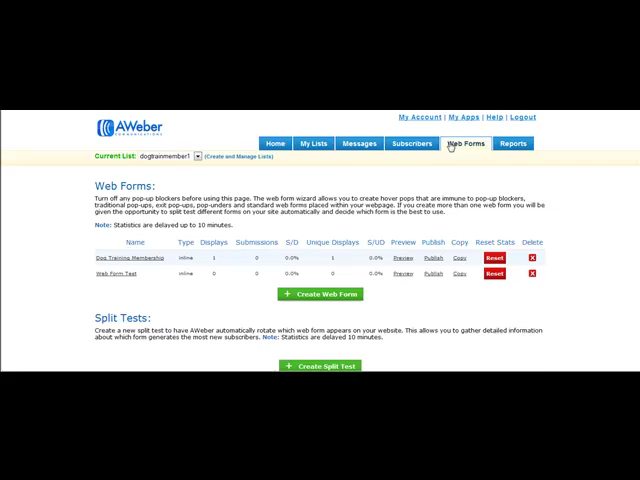 My Account | My Apps | Help | Logout
AWeber
COMMUNICATIONS
Home My Lists Messages Subscribers Web Forms Reports
Current List: dogtrainmember1 (Create and Manage Lists)
Web Forms:
Turn off any pop-up blockers before using this page. The web form wizard allows you to create hover pops that are immune to pop-up blockers,
traditional pop-ups, exit pop-ups, pop-unders and standard web forms placed within your webpage. If you create more than one web form you will be
given the opportunity to split test different forms on your site automatically and decide which form is the best to use.
Note: Statistics are delayed up to 10 minutes.
Name Type Displays Submissions S/D Unique Displays S/UD Preview Publish Copy Reset Stats Delete
Dog Training Membership inline 1 0 0.0% 1 0.0% Preview Publish Copy Reset X
Web Form Test inline 0 0 0.0% 0 0.0% Preview Publish Copy Reset X
+ Create Web Form
Split Tests:
Create a new split test to have AWeber automatically rotate which web form appears on your website. This allows you to gather detailed information
about which form generates the most new subscribers. Note: Statistics are delayed 10 minutes.
+ Create Split Test